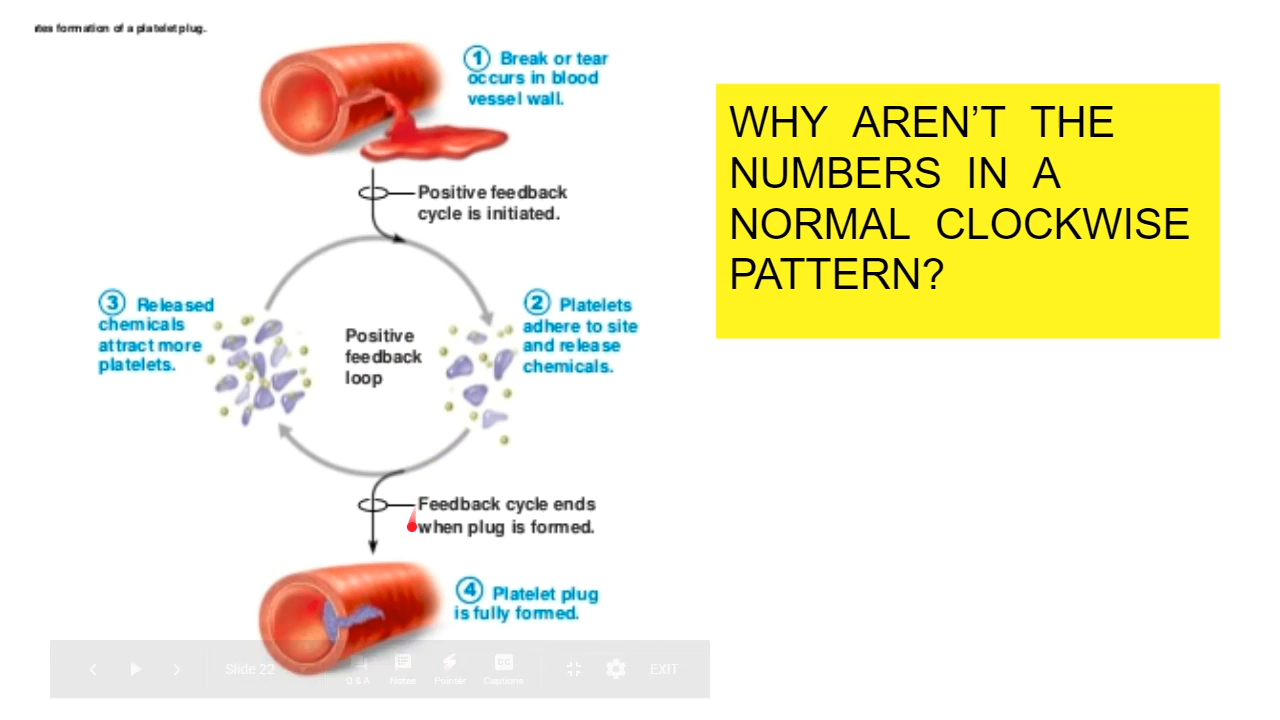 formation of a platelet plug.
1 Break or tear
occurs in blood
vessel wall.
WHY AREN’T THE
NUMBERS IN A
NORMAL CLOCKWISE
PATTERN?
Positive feedback
cycle is initiated.
3 Released
chemicals
attract more
platelets.
Positive
feedback
loop
2 Platelets
adhere to site
and release
chemicals.
Feedback cycle ends
when plug is formed.
4 Platelet plug
is fully formed.
Slide 22
Q & A
Notes
Pointer
CC
Captions
EXIT